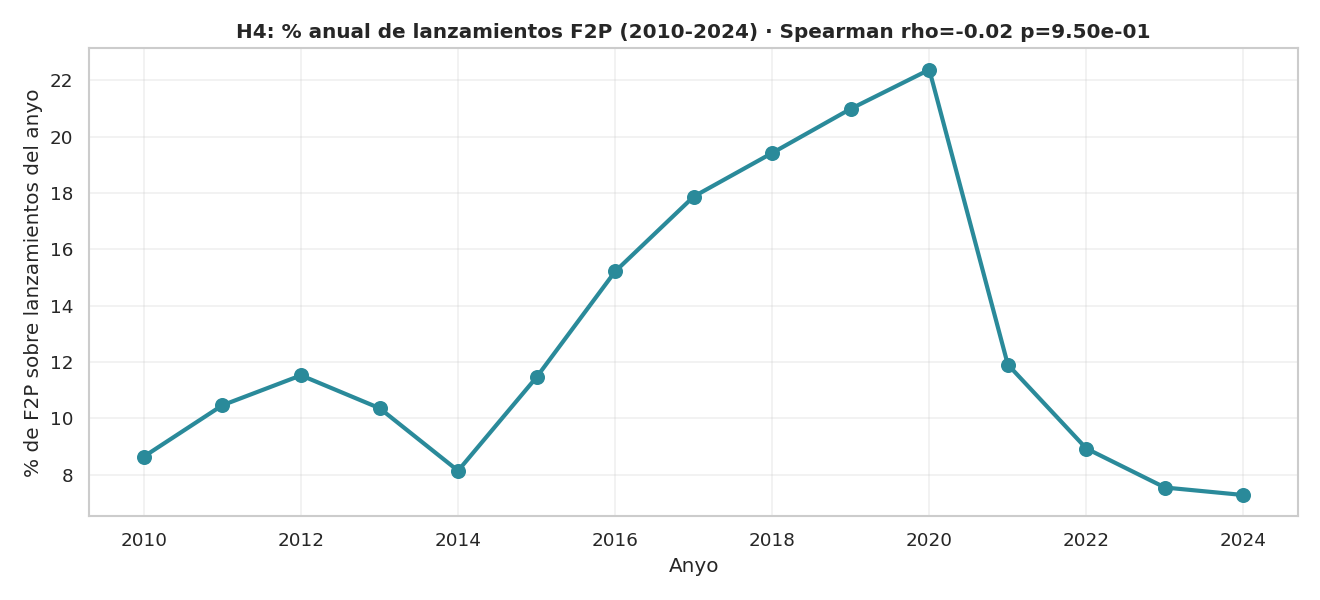 H4: % anual de lanzamientos F2P (2010-2024) · Spearman rho=-0.02 p=9.50e-01
% de F2P sobre lanzamientos del anyo
22
20
18
16
14
12
10
8
2010 2012 2014 2016 2018 2020 2022 2024
Anyo